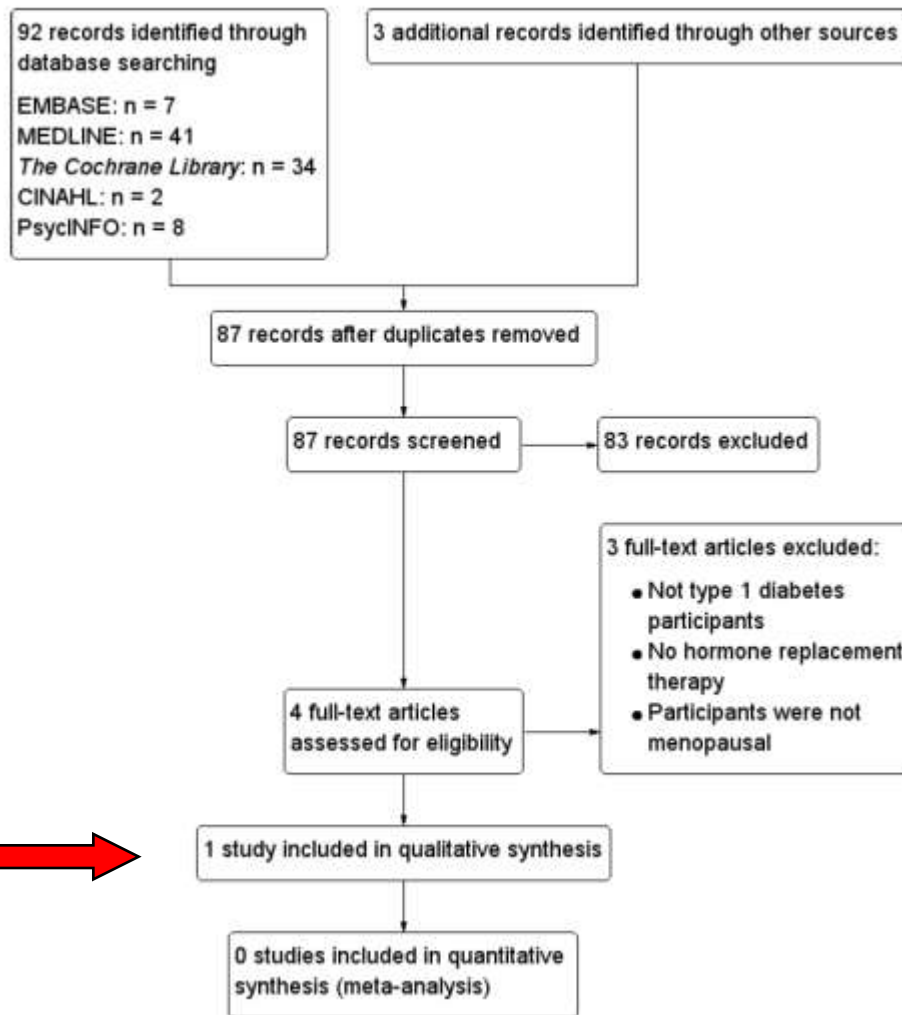 92 records identified through
database searching
EMBASE: n = 7
MEDLINE: n = 41
The Cochrane Library: n = 34
CINAHL: n = 2
PsycINFO: n = 8
3 additional records identified through other sources
87 records after duplicates removed
87 records screened
83 records excluded
3 full-text articles excluded:
● Not type 1 diabetes
participants
● No hormone replacement
therapy
● Participants were not
menopausal
4 full-text articles
assessed for eligibility
1 study included in qualitative synthesis
0 studies included in quantitative
synthesis (meta-analysis)